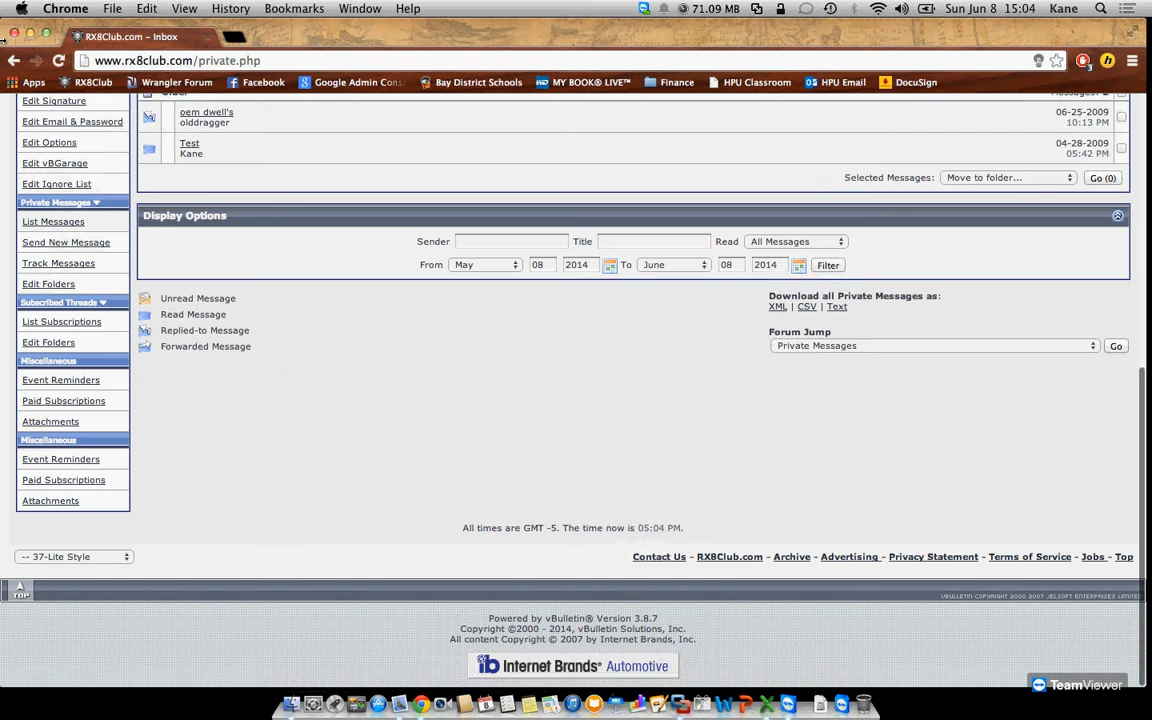 Chrome File Edit View History Bookmarks Window Help 71.09 MB Sun Jun 8 15:04 Kane
RX8Club.com – Inbox
www.rx8club.com/private.php
Apps RX8Club Wrangler Forum Facebook Google Admin Cons... Bay District Schools WD MY BOOK® LIVE™ Finance HPU Classroom HPU Email DocuSign
Edit Signature
Edit Email & Password
Edit Options
Edit vBGarage
Edit Ignore List
Private Messages
List Messages
Send New Message
Track Messages
Edit Folders
Subscribed Threads
List Subscriptions
Edit Folders
Miscellaneous
Event Reminders
Paid Subscriptions
Attachments
Miscellaneous
Event Reminders
Paid Subscriptions
Attachments
oem dwell's 06-25-2009
olddragger 10:13 PM
Test 04-28-2009
Kane 05:42 PM
Selected Messages: Move to folder... Go (0)
Display Options
Sender Title Read All Messages
From May 08 2014 To June 08 2014 Filter
Unread Message
Read Message
Replied-to Message
Forwarded Message
Download all Private Messages as:
XML | CSV | Text
Forum Jump
Private Messages Go
All times are GMT -5. The time now is 05:04 PM.
-- 37-Lite Style
Contact Us - RX8Club.com - Archive - Advertising - Privacy Statement - Terms of Service - Jobs - Top
TOP
VBULLETIN COPYRIGHT 2000 2007 JELSOFT ENTERPRISES LIMITE
Powered by vBulletin® Version 3.8.7
Copyright ©2000 - 2014, vBulletin Solutions, Inc.
All content Copyright © 2007 by Internet Brands, Inc.
ib Internet Brands® Automotive
TeamViewer